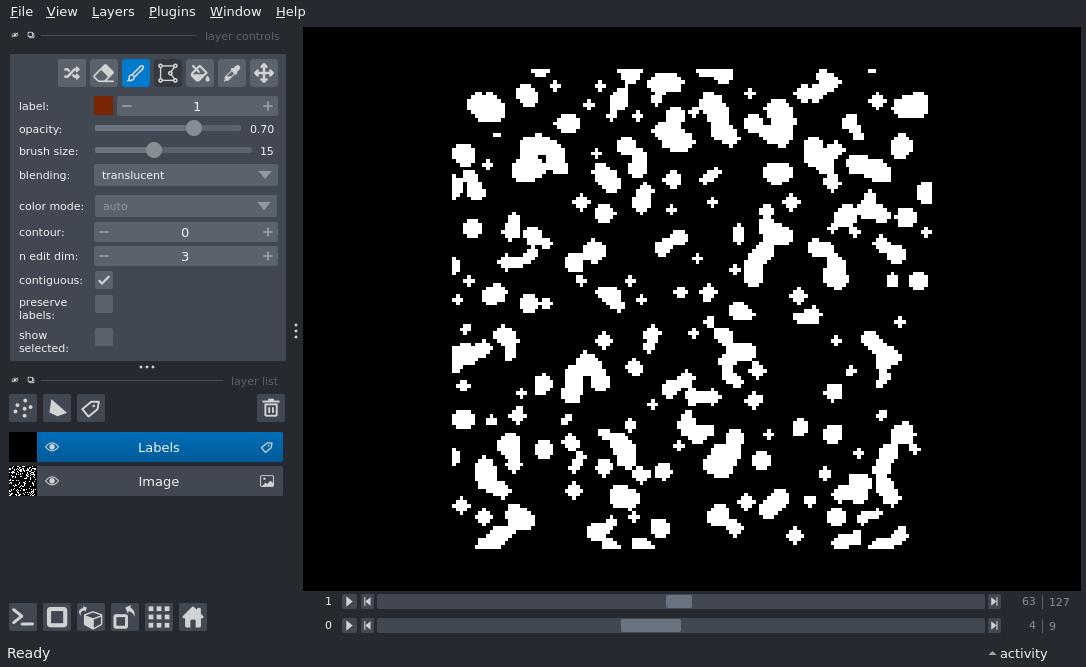 File View Layers Plugins Window Help
layer controls
label: 1
opacity: 0.70
brush size: 15
blending: translucent
color mode: auto
contour: 0
n edit dim: 3
contiguous:
preserve
labels:
show
selected:
layer list
Labels
Image
1 63 127
0 4 9
Ready activity